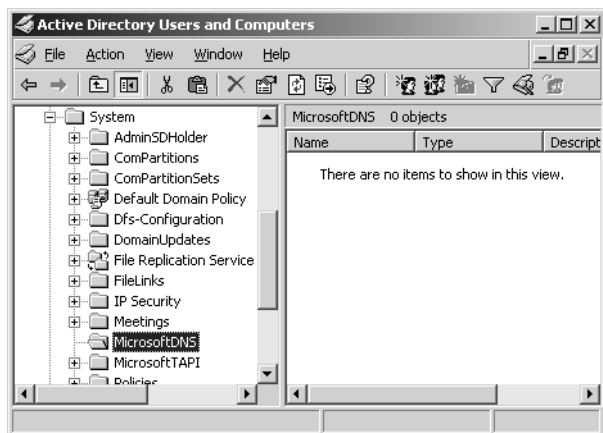 Active Directory Users and Computers
File Action View Window Help
System
AdminSDHolder
ComPartitions
ComPartitionSets
Default Domain Policy
Dfs-Configuration
DomainUpdates
File Replication Service
FileLinks
IP Security
Meetings
MicrosoftDNS
MicrosoftTAPI
Policies
MicrosoftDNS 0 objects
Name Type Descript
There are no items to show in this view.